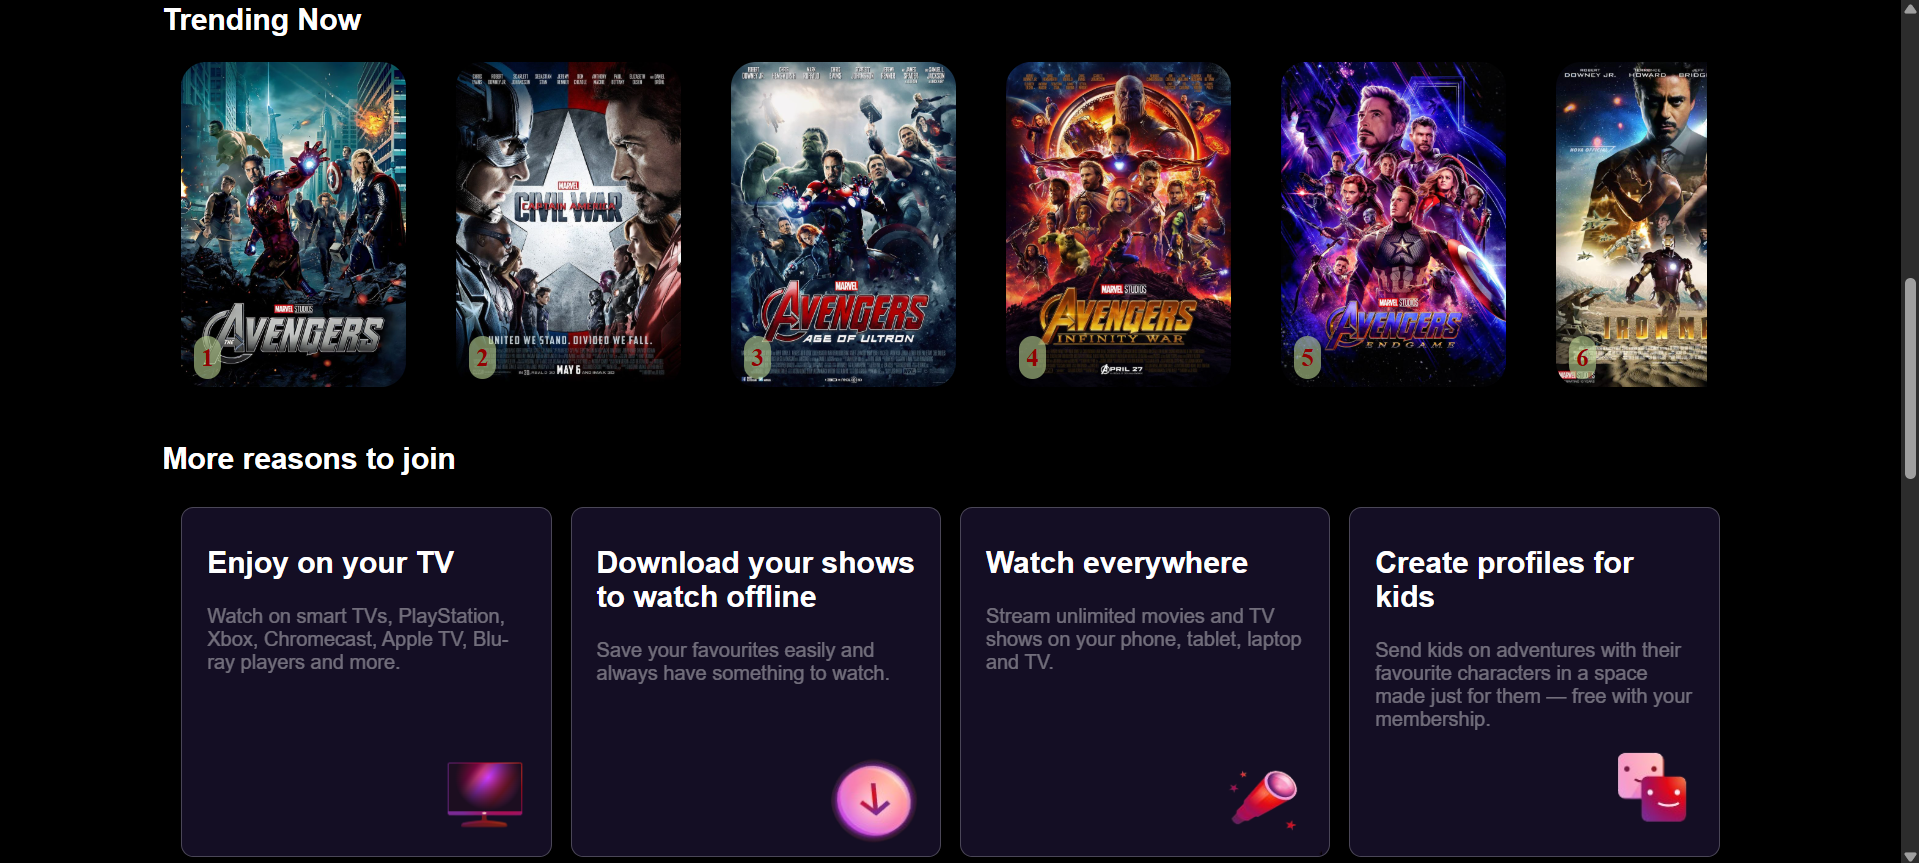 Trending Now
MARVEL STUDIOS
THE AVENGERS
1
MARVEL
CAPTAIN AMERICA
CIVIL WAR
UNITED WE STAND. DIVIDED WE FALL.
MAY 6
2
MARVEL
AVENGERS
AGE OF ULTRON
3
MARVEL STUDIOS
AVENGERS
INFINITY WAR
APRIL 27
4
MARVEL STUDIOS
AVENGERS
ENDGAME
5
ROBERT DOWNEY JR.
HOWARD
IRON M
6
More reasons to join
Enjoy on your TV
Watch on smart TVs, PlayStation,
Xbox, Chromecast, Apple TV, Blu-
ray players and more.
Download your shows
to watch offline
Save your favourites easily and
always have something to watch.
Watch everywhere
Stream unlimited movies and TV
shows on your phone, tablet, laptop
and TV.
Create profiles for
kids
Send kids on adventures with their
favourite characters in a space
made just for them — free with your
membership.